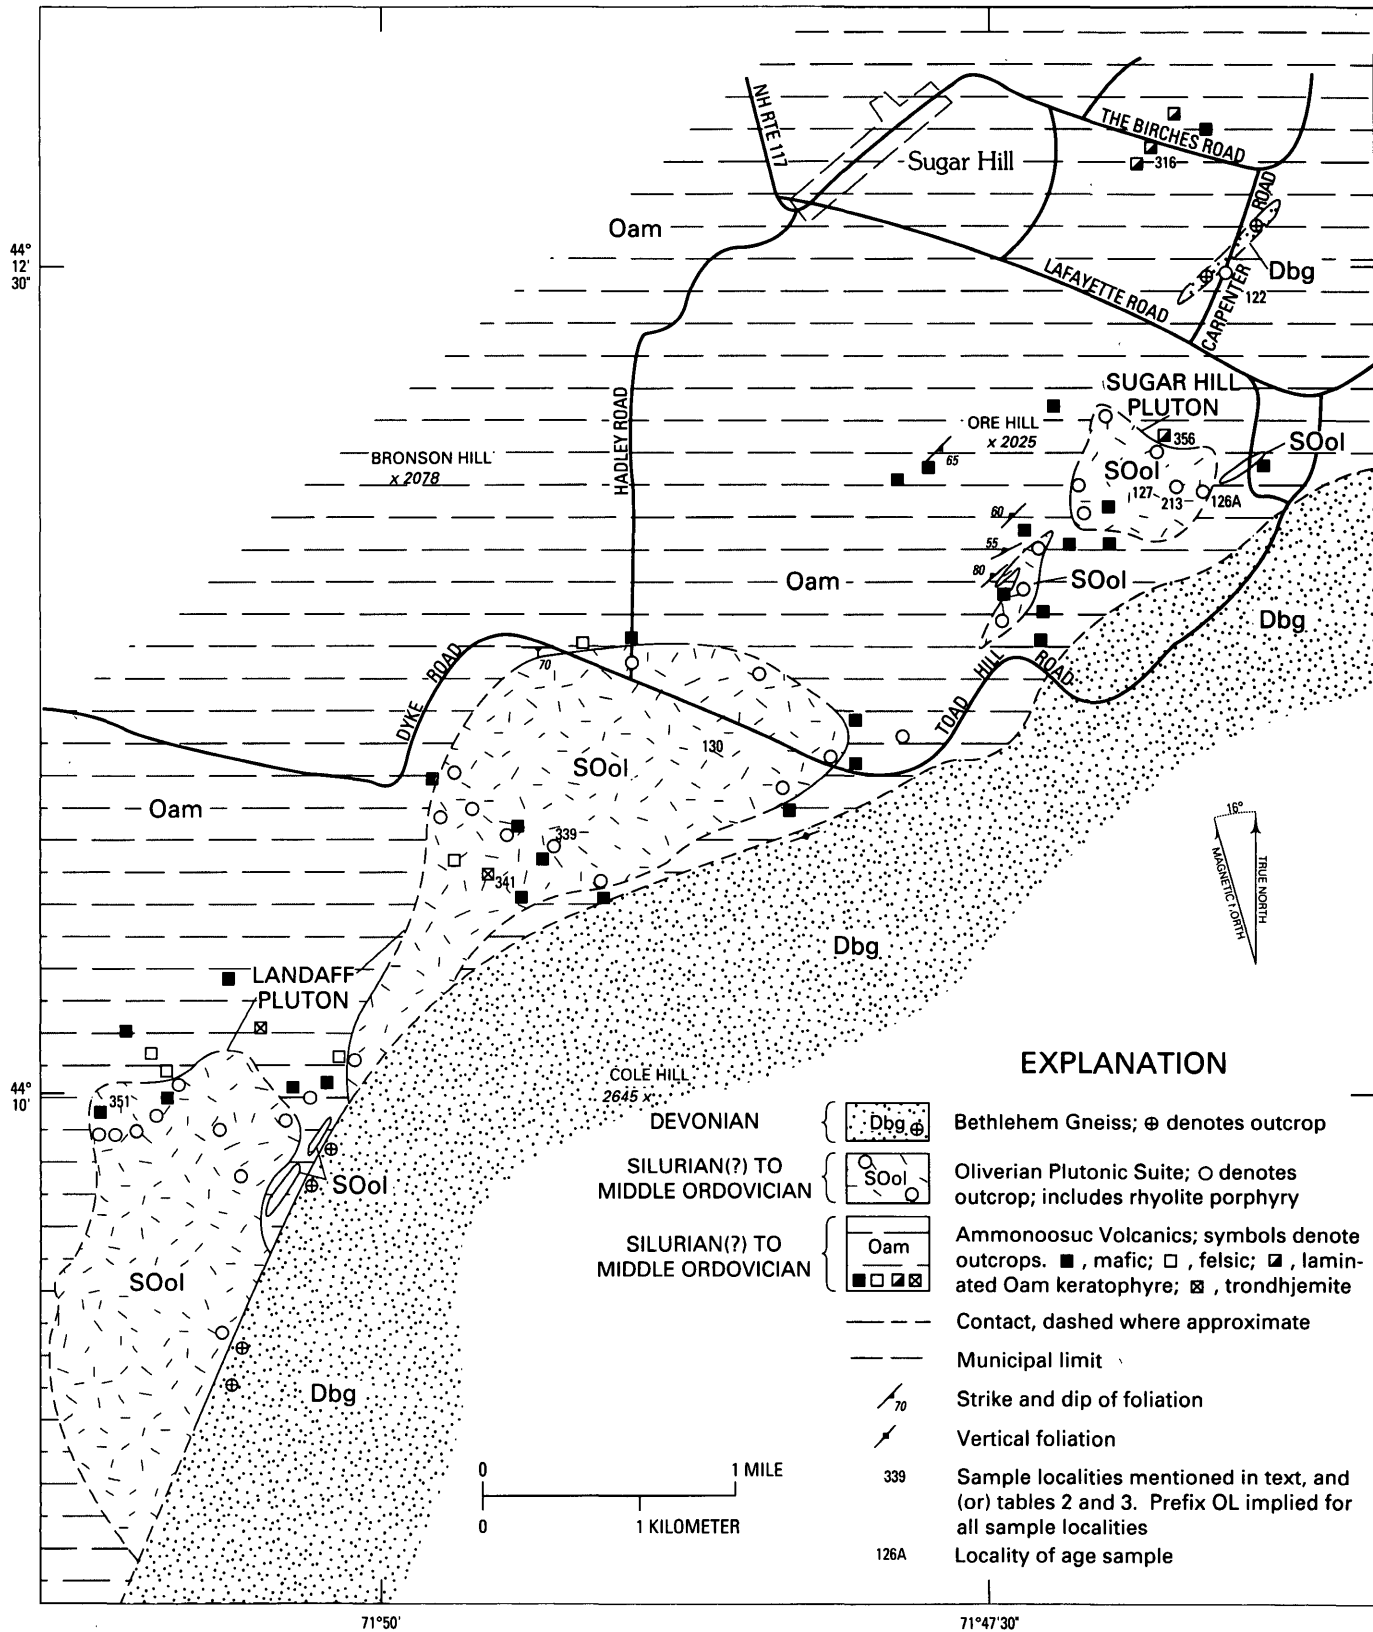 NH RTE 117
THE BIRCHES ROAD
Sugar Hill
316
Oam
44°
12'
30"
CARPENTER ROAD
Dbg
122
LAFAYETTE ROAD
SUGAR HILL
PLUTON
HADLEY ROAD
ORE HILL
x 2025
356
SOol
BRONSON HILL
x 2078
65
SOol
127
213
126A
60
55
80
Oam
SOol
Dbg
70
DYKE ROAD
TOAD HILL ROAD
130
SOol
Oam
339
341
16°
MAGNETIC NORTH
TRUE NORTH
Dbg
LANDAFF
PLUTON
351
44°
10'
COLE HILL
2645 x
SOol
SOol
Dbg
EXPLANATION
DEVONIAN
Dbg
Bethlehem Gneiss; ⊕ denotes outcrop
SILURIAN(?) TO
MIDDLE ORDOVICIAN
SOol
Oliverian Plutonic Suite; ○ denotes
outcrop; includes rhyolite porphyry
SILURIAN(?) TO
MIDDLE ORDOVICIAN
Oam
Ammonoosuc Volcanics; symbols denote
outcrops. ■, mafic; □, felsic; ◪, lamin-
ated Oam keratophyre; ⊠, trondhjemite
Contact, dashed where approximate
Municipal limit
70
Strike and dip of foliation
Vertical foliation
339
Sample localities mentioned in text, and
(or) tables 2 and 3. Prefix OL implied for
all sample localities
126A
Locality of age sample
0 1 MILE
0 1 KILOMETER
71°50'
71°47'30"